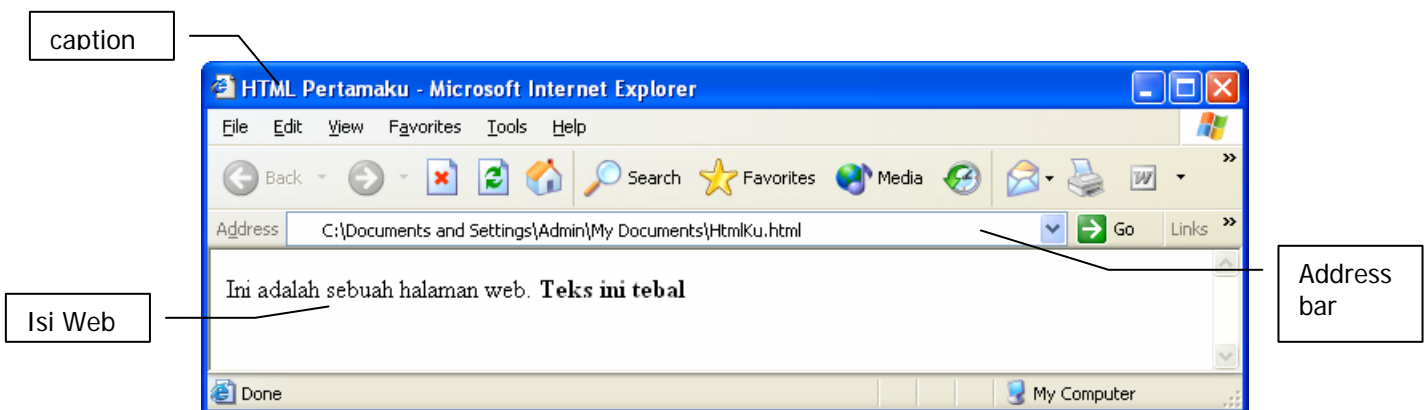 caption
HTML Pertamaku - Microsoft Internet Explorer
File Edit View Favorites Tools Help
Back Search Favorites Media »
Address C:\Documents and Settings\Admin\My Documents\HtmlKu.html Go Links »
Address
bar
Ini adalah sebuah halaman web. Teks ini tebal
Isi Web
Done My Computer